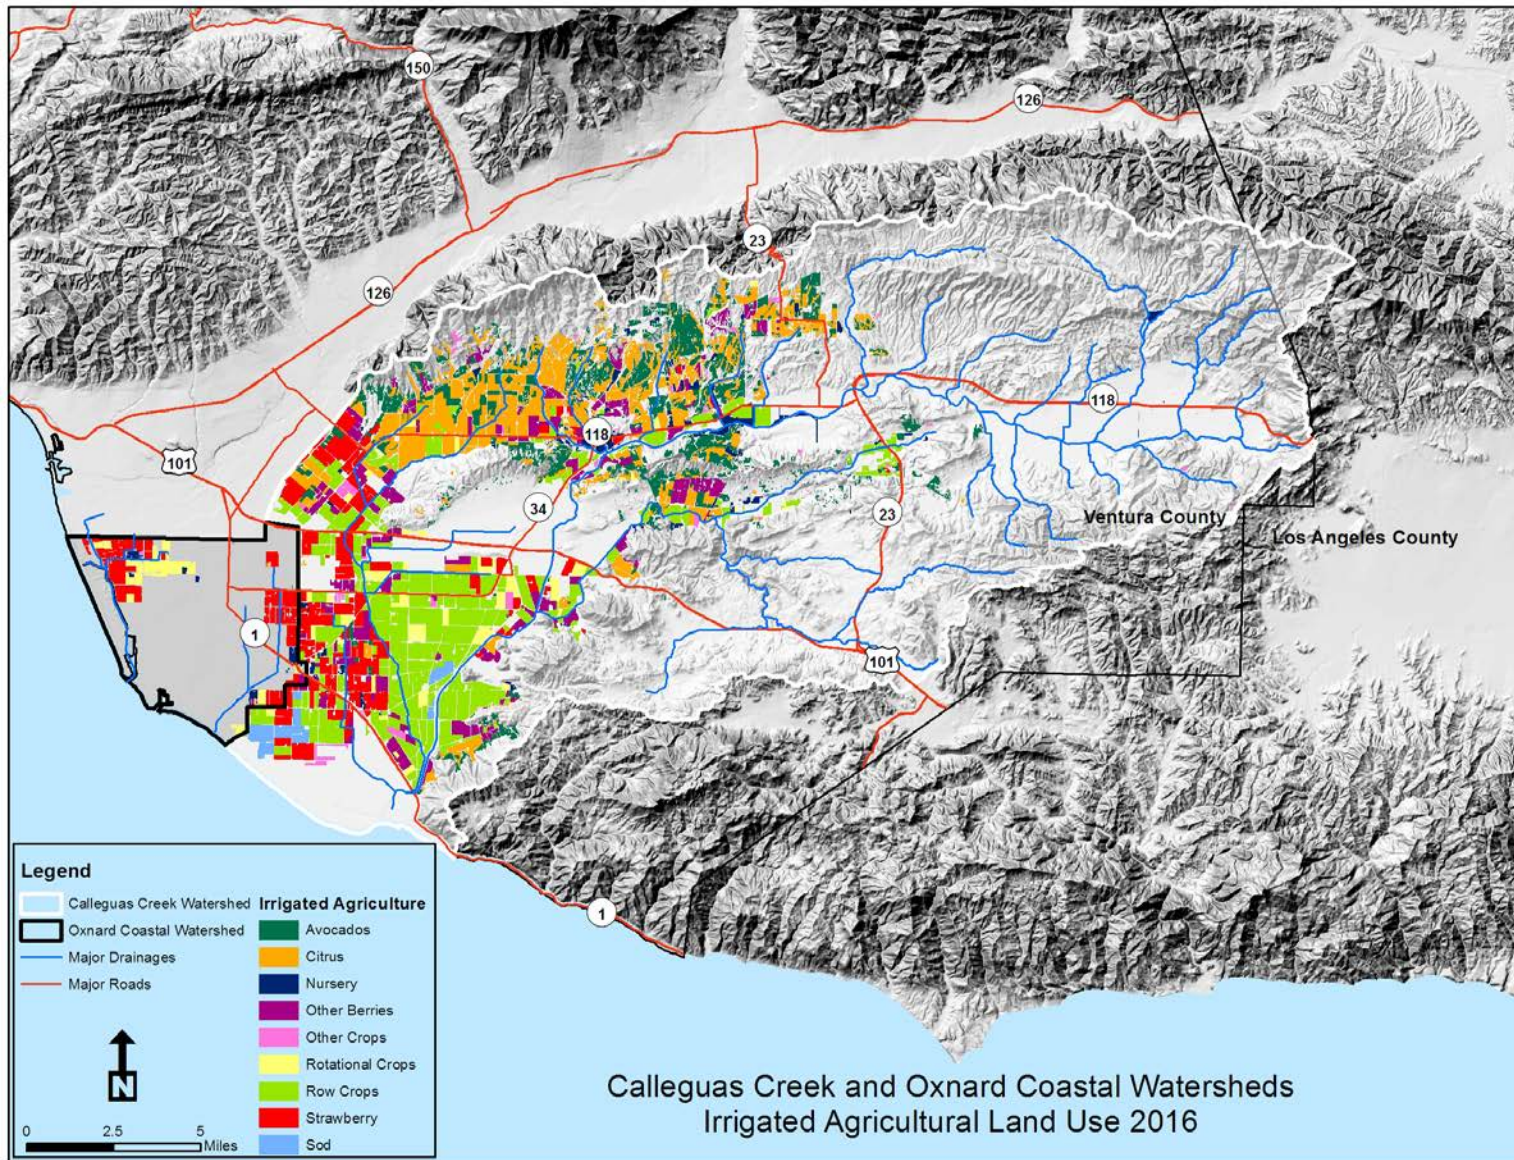 150
126
126
23
118
118
101
34
23
Ventura County
Los Angeles County
1
101
1
Legend
Calleguas Creek Watershed
Oxnard Coastal Watershed
Major Drainages
Major Roads
N
0 2.5 5
Miles
Irrigated Agriculture
Avocados
Citrus
Nursery
Other Berries
Other Crops
Rotational Crops
Row Crops
Strawberry
Sod
Calleguas Creek and Oxnard Coastal Watersheds
Irrigated Agricultural Land Use 2016